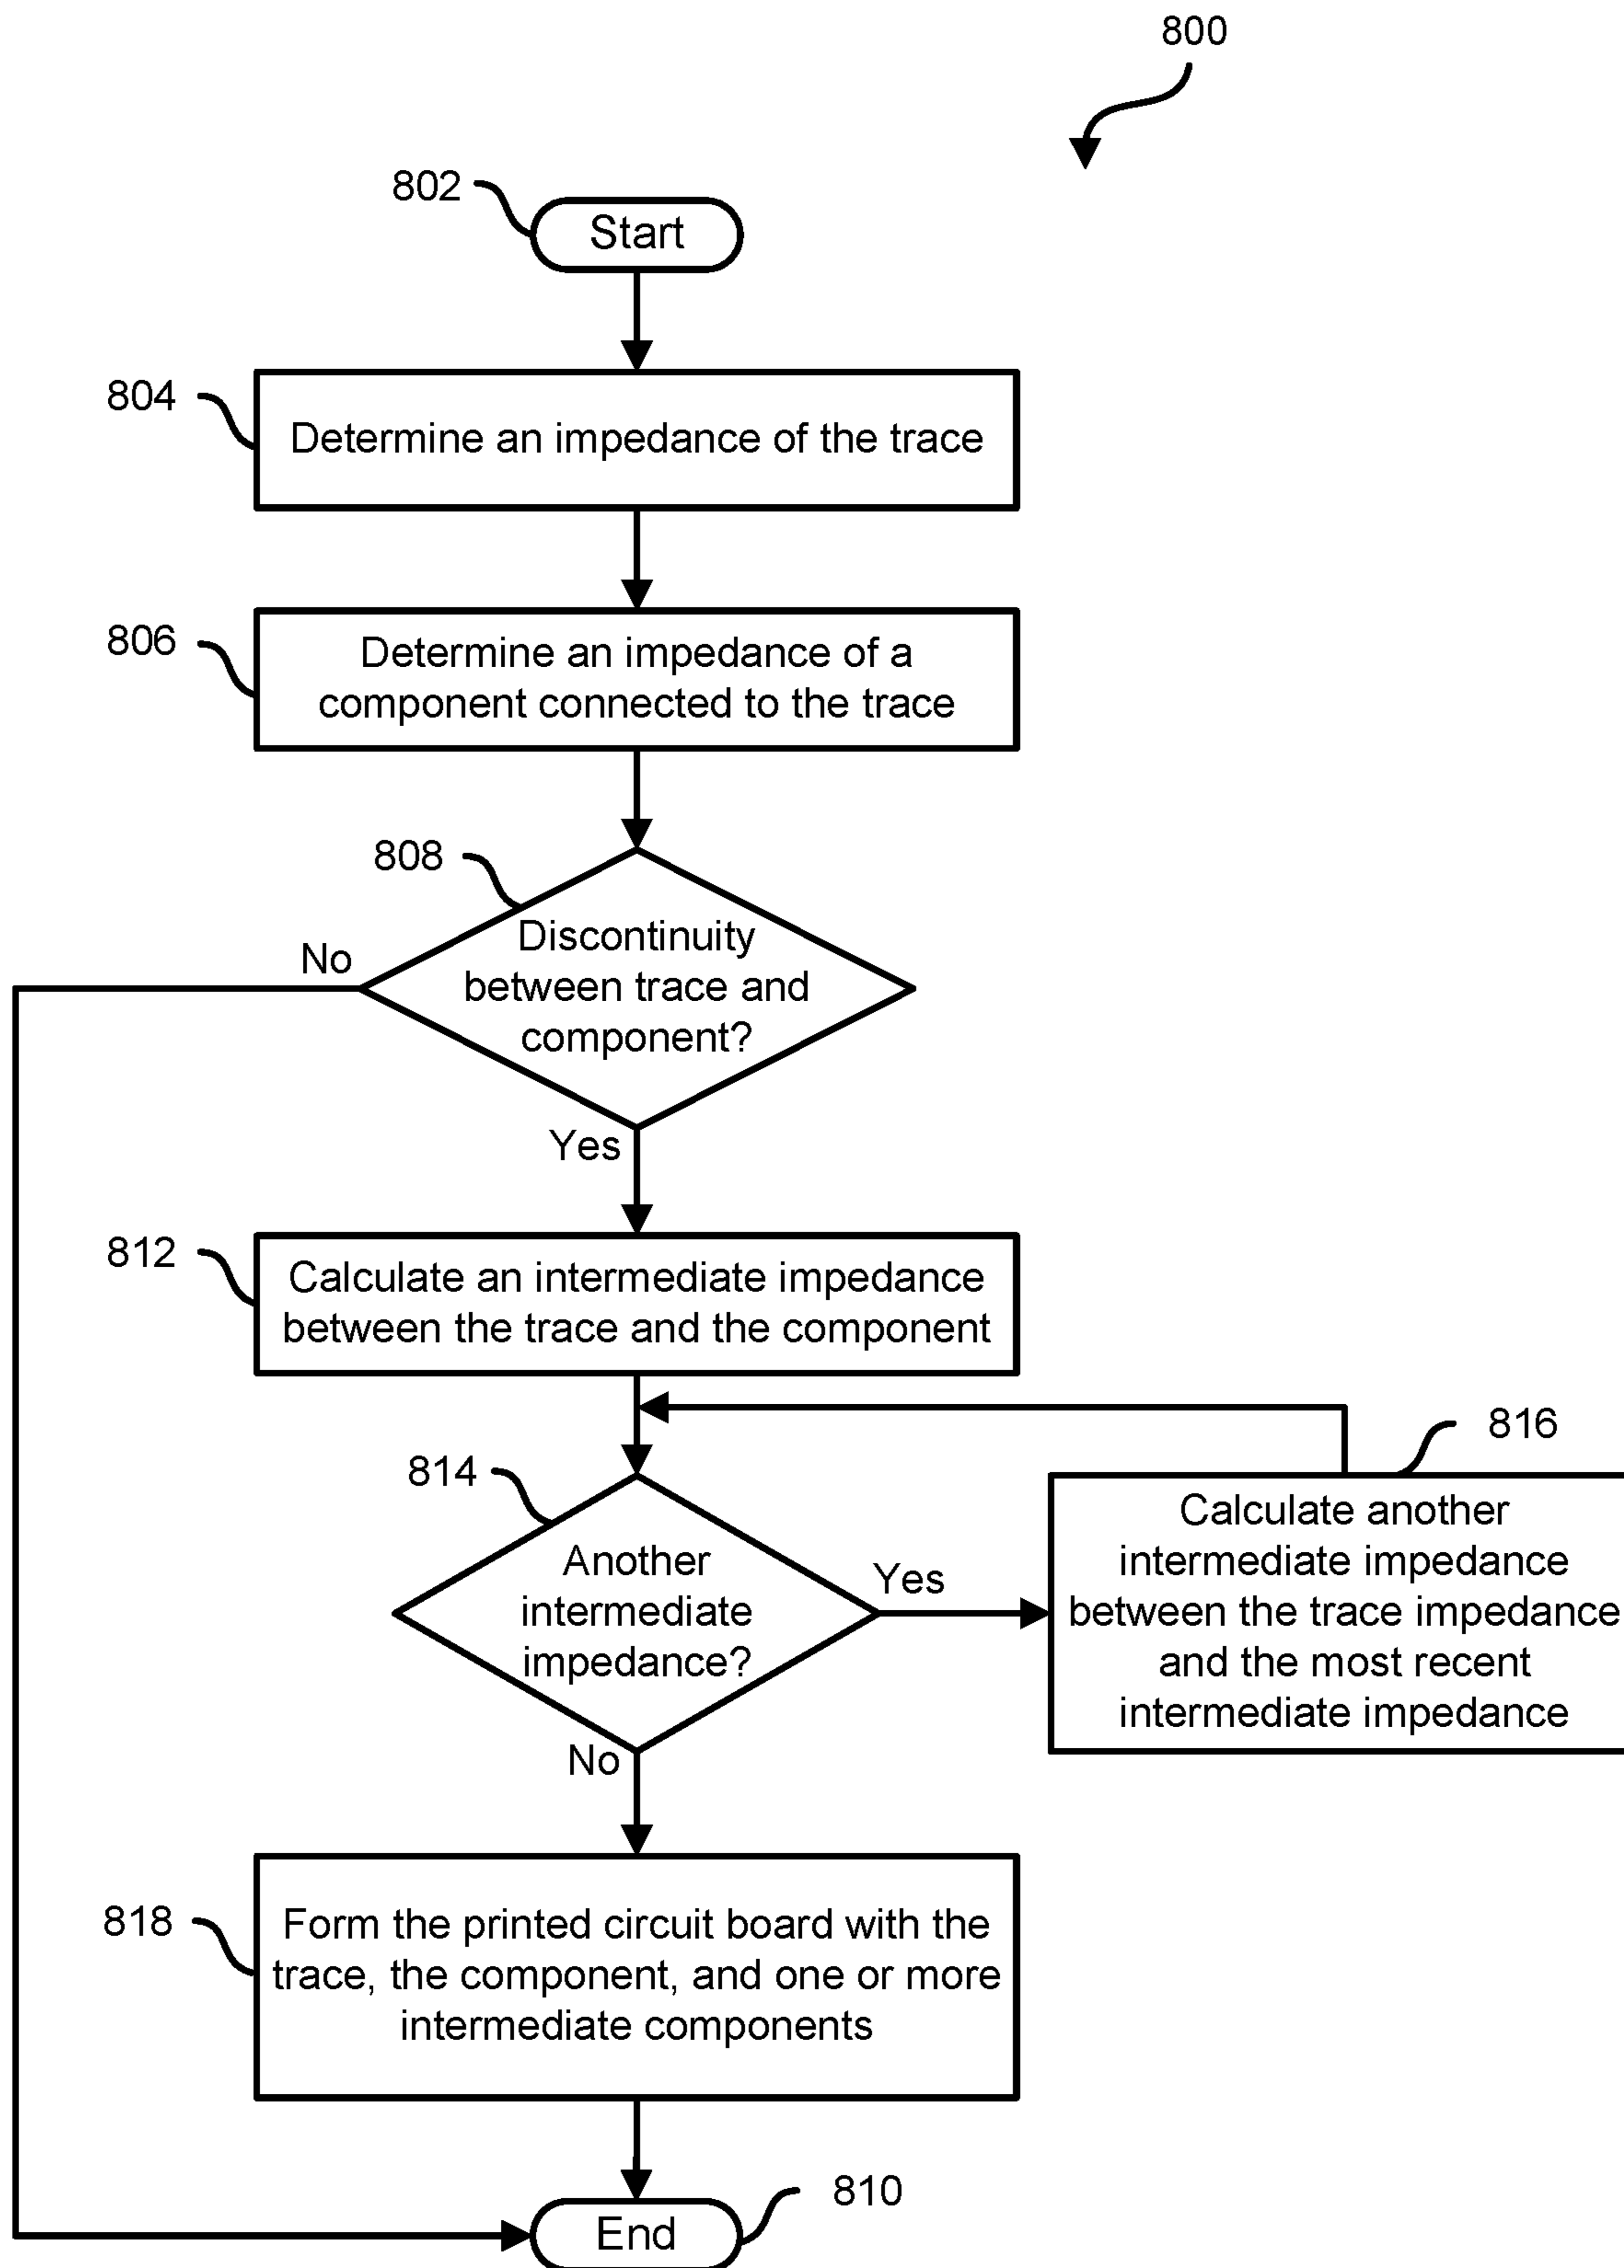 800
802
Start
804
Determine an impedance of the trace
806
Determine an impedance of a
component connected to the trace
808
Discontinuity
between trace and
component?
No
Yes
812
Calculate an intermediate impedance
between the trace and the component
814
Another
intermediate
impedance?
Yes
816
Calculate another
intermediate impedance
between the trace impedance
and the most recent
intermediate impedance
No
818
Form the printed circuit board with the
trace, the component, and one or more
intermediate components
810
End